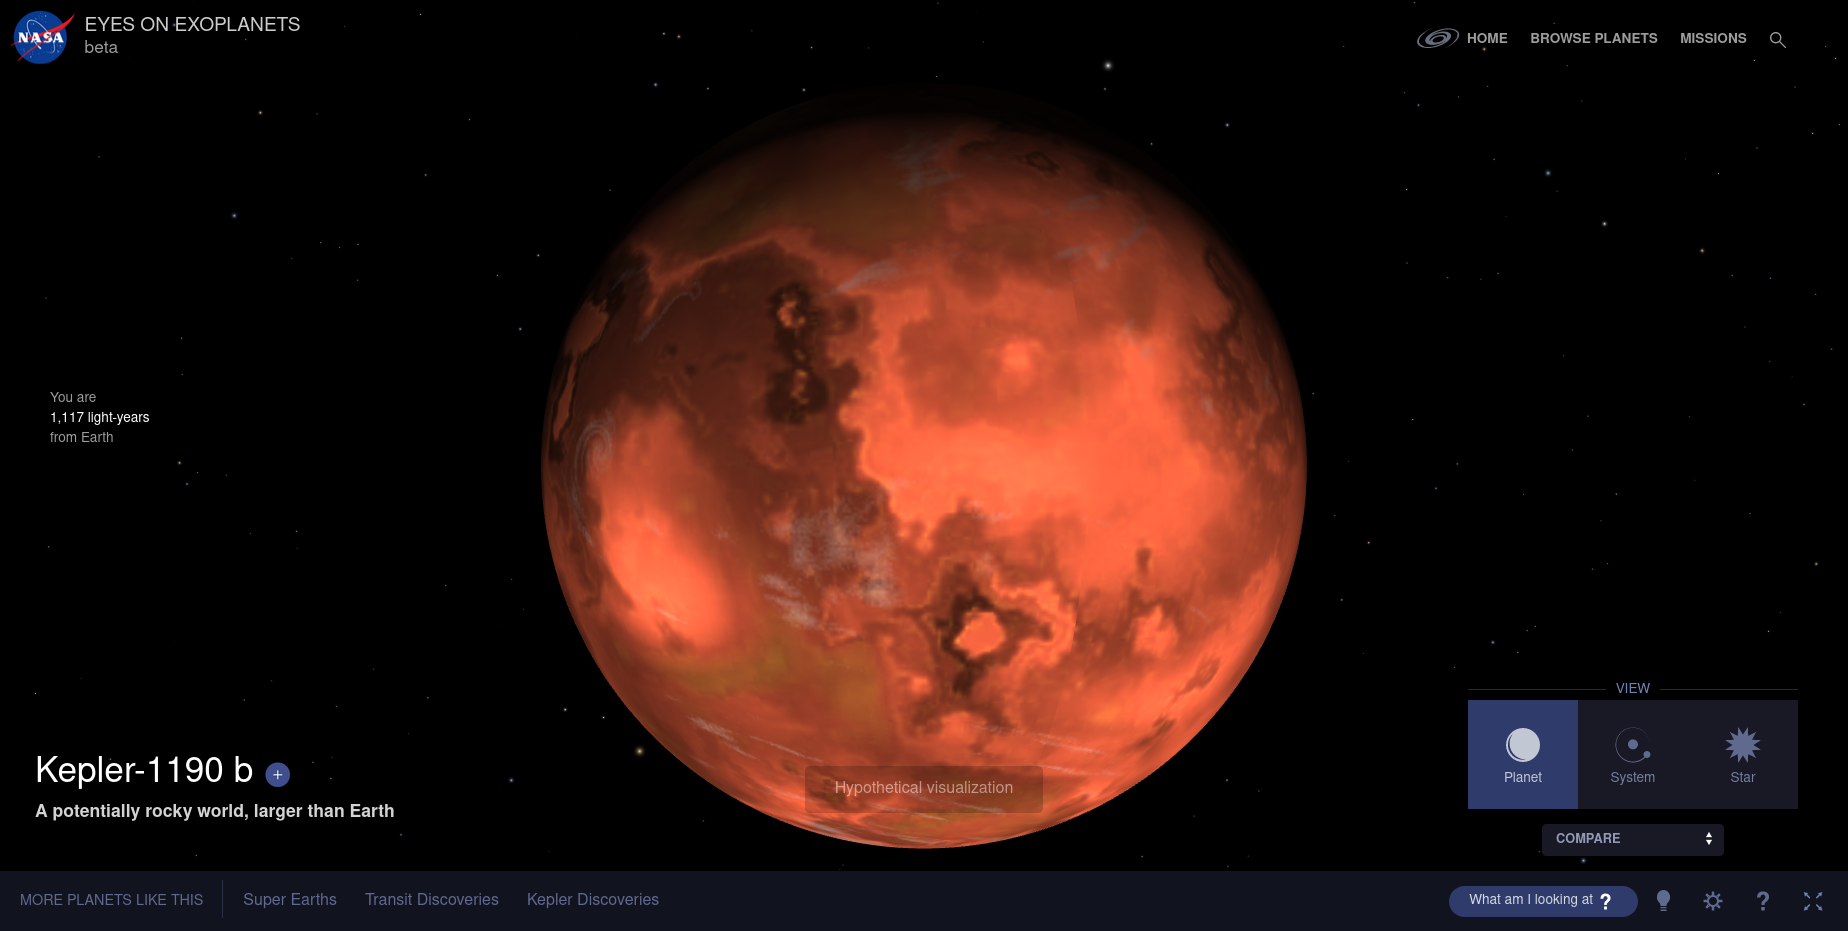 NASA
EYES ON EXOPLANETS
beta
HOME
BROWSE PLANETS
MISSIONS
You are
1,117 light-years
from Earth
Kepler-1190 b +
A potentially rocky world, larger than Earth
Hypothetical visualization
VIEW
Planet
System
Star
COMPARE
MORE PLANETS LIKE THIS
Super Earths
Transit Discoveries
Kepler Discoveries
What am I looking at ?
?